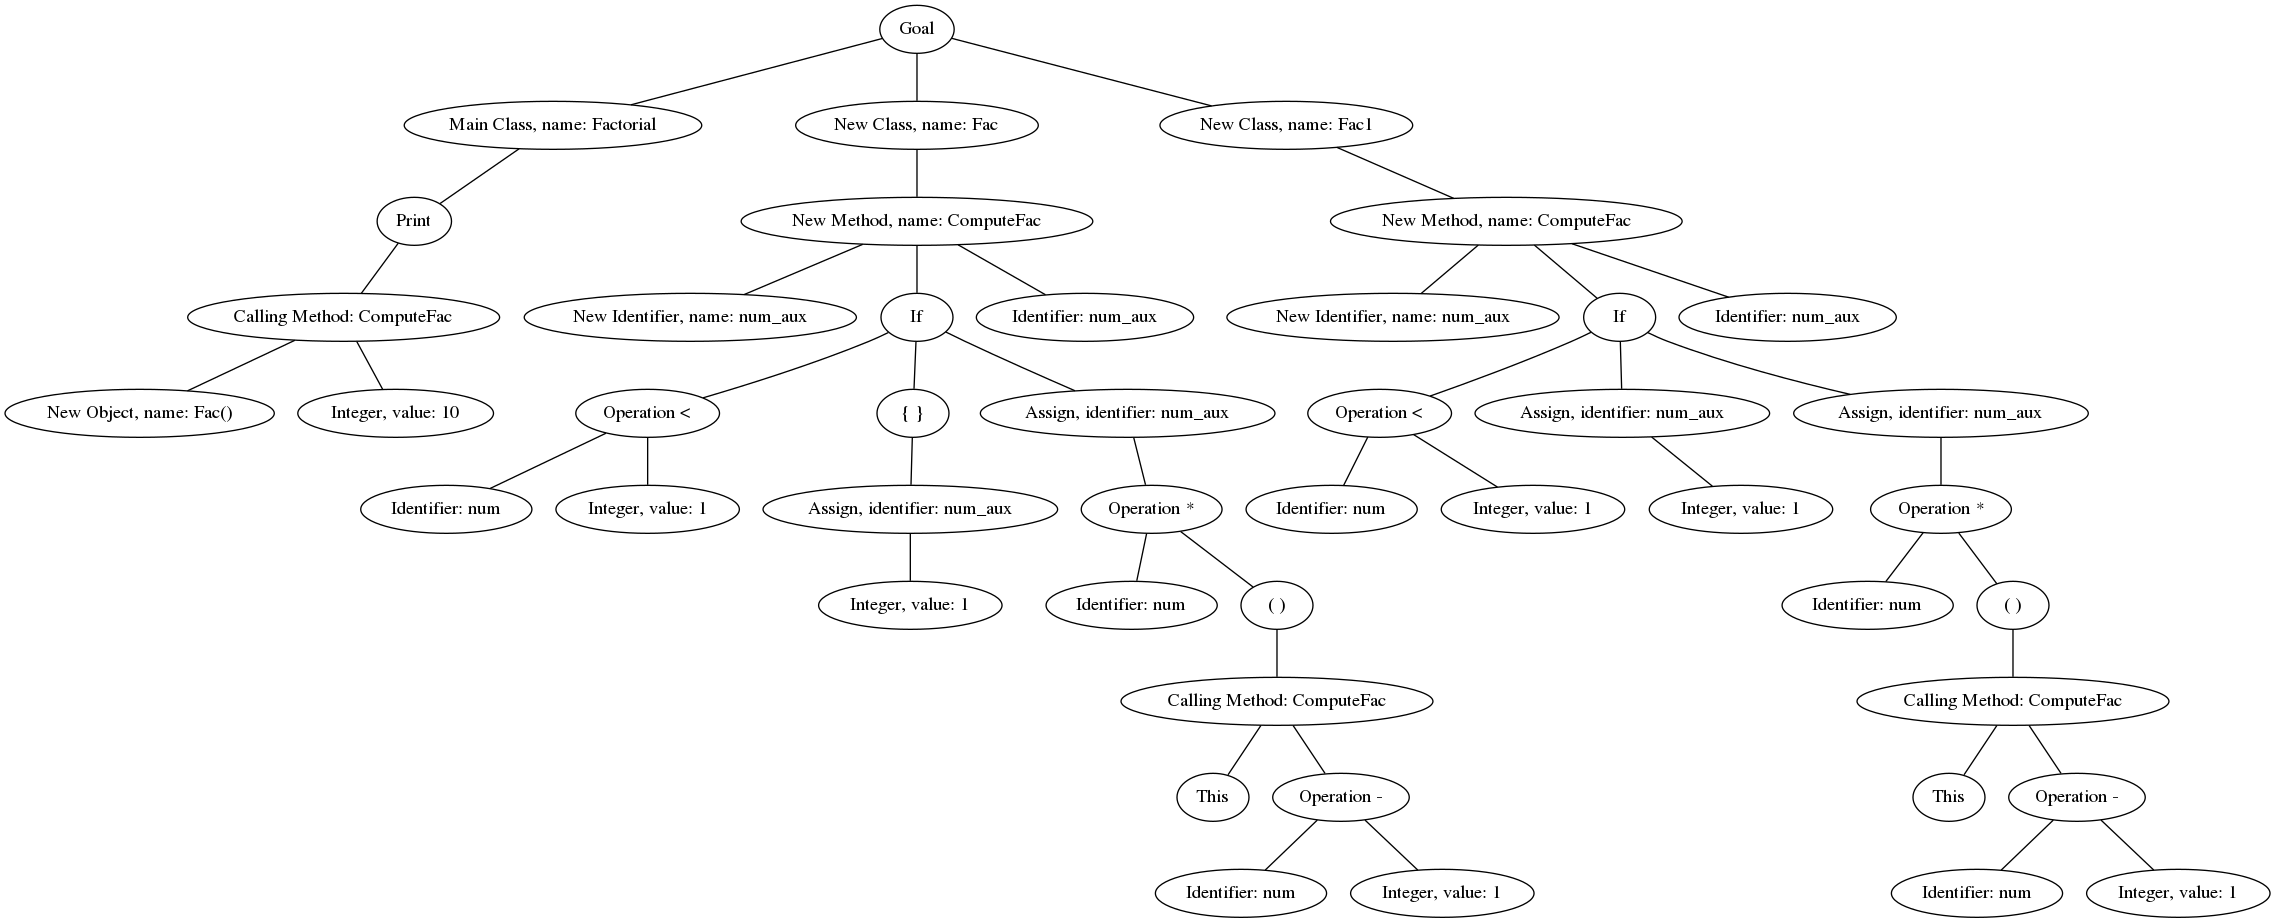 Goal
Main Class, name: Factorial
New Class, name: Fac
New Class, name: Fac1
Print
New Method, name: ComputeFac
New Method, name: ComputeFac
Calling Method: ComputeFac
New Identifier, name: num_aux
If
Identifier: num_aux
New Identifier, name: num_aux
If
Identifier: num_aux
New Object, name: Fac()
Integer, value: 10
Operation <
{ }
Assign, identifier: num_aux
Operation <
Assign, identifier: num_aux
Assign, identifier: num_aux
Identifier: num
Integer, value: 1
Assign, identifier: num_aux
Operation *
Identifier: num
Integer, value: 1
Integer, value: 1
Operation *
Integer, value: 1
Identifier: num
( )
Identifier: num
( )
Calling Method: ComputeFac
Calling Method: ComputeFac
This
Operation -
This
Operation -
Identifier: num
Integer, value: 1
Identifier: num
Integer, value: 1